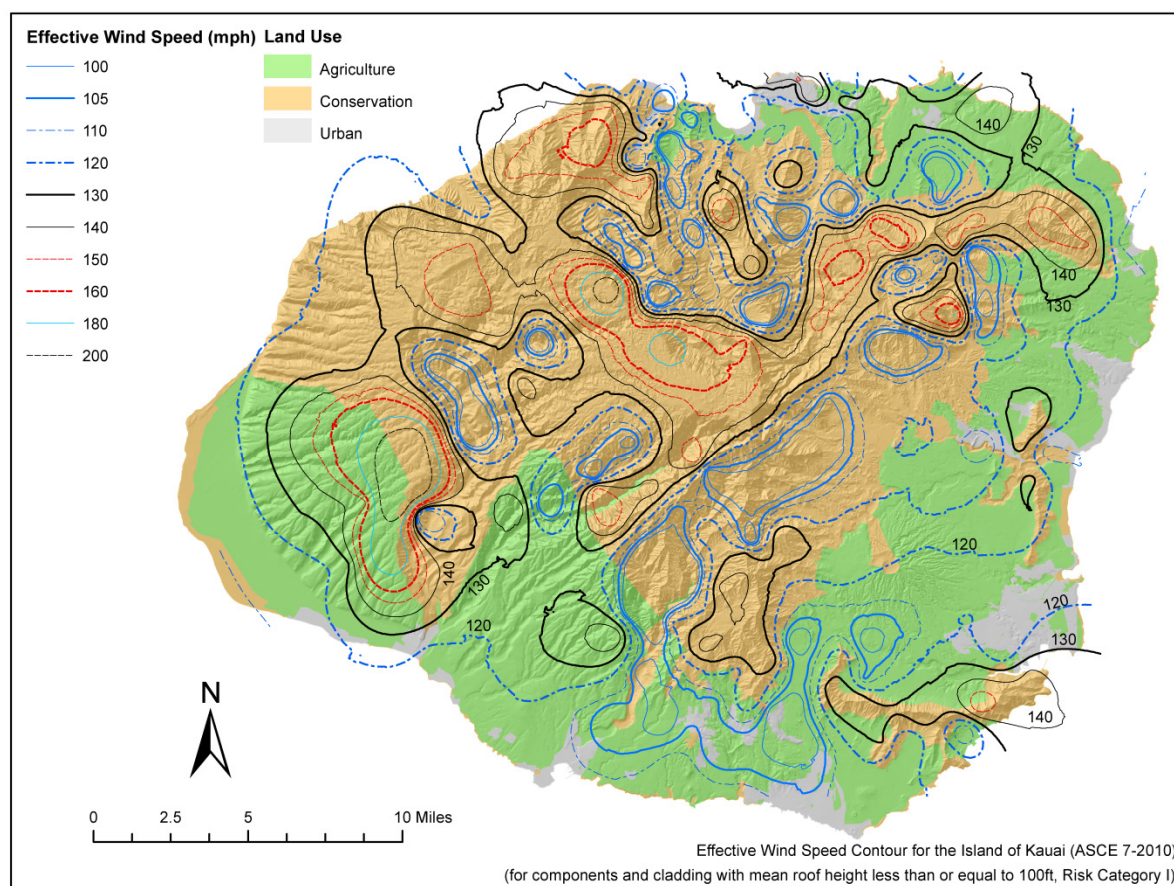 Effective Wind Speed (mph)
100
105
110
120
130
140
150
160
180
200
Land Use
Agriculture
Conservation
Urban
140
130
140
130
120
140
130
120
120
130
140
N
0 2.5 5 10 Miles
Effective Wind Speed Contour for the Island of Kauai (ASCE 7-2010)
(for components and cladding with mean roof height less than or equal to 100ft, Risk Category I)